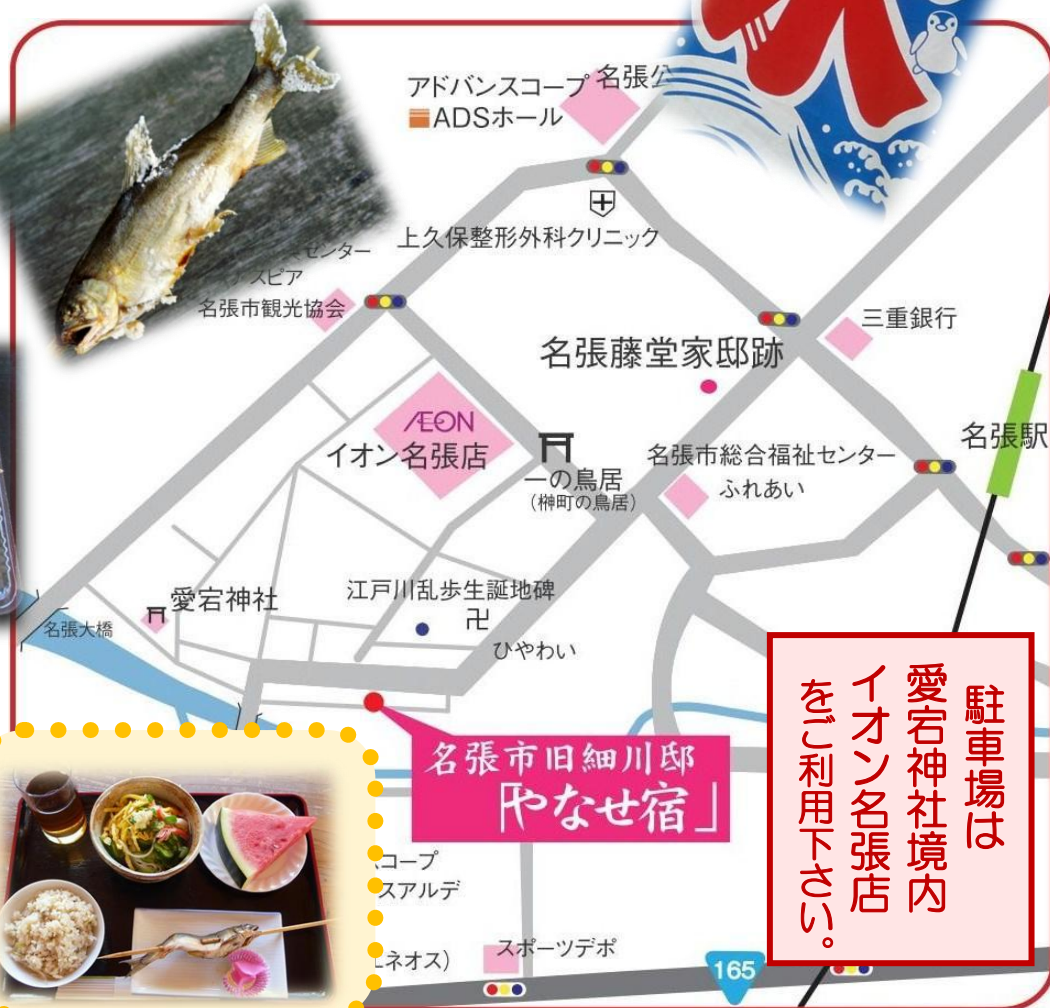 氷
アドバンスコープ
ADSホール
名張公
上久保整形外科クリニック
センター
スピア
名張市観光協会
三重銀行
名張藤堂家邸跡
ÆON
イオン名張店
一の鳥居
(榊町の鳥居)
名張市総合福祉センター
ふれあい
名張駅
愛宕神社
名張大橋
江戸川乱歩生誕地碑
卍
ひやわい
名張市旧細川邸
「やなせ宿」
駐車場は
愛宕神社境内
イオン名張店
をご利用下さい。
コープ
スアルデ
ネオス)
スポーツデポ
165